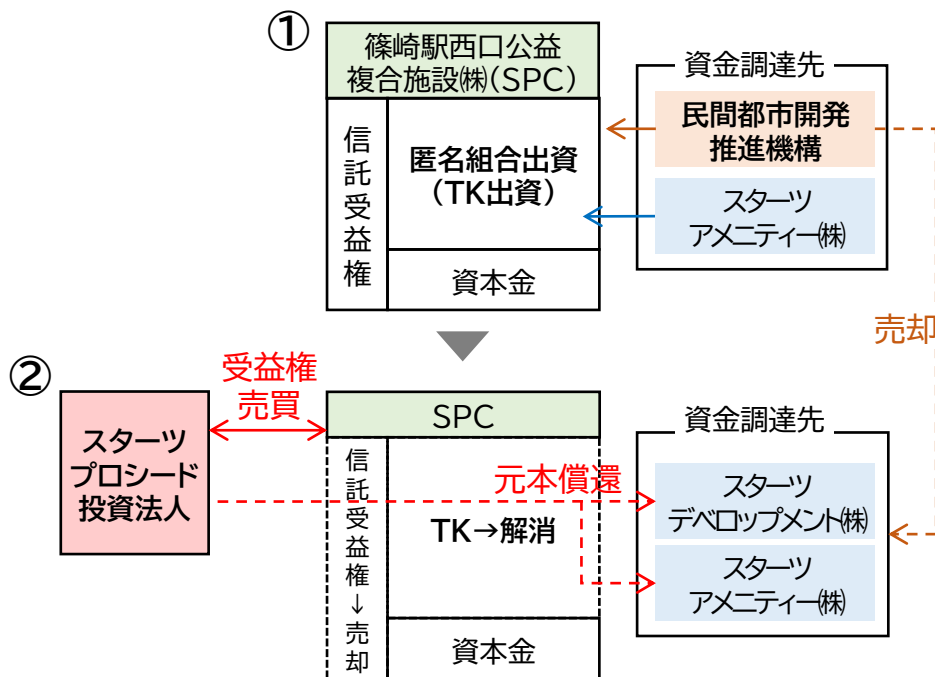 ①
篠崎駅西口公益
複合施設㈱(SPC)
信託受益権
匿名組合出資
(TK出資)
資本金
資金調達先
民間都市開発
推進機構
スターツ
アメニティー㈱
売却
②
スターツ
プロシード
投資法人
受益権
売買
SPC
信託受益権→売却
元本償還
TK→解消
資本金
資金調達先
スターツ
デベロップメント㈱
スターツ
アメニティー㈱